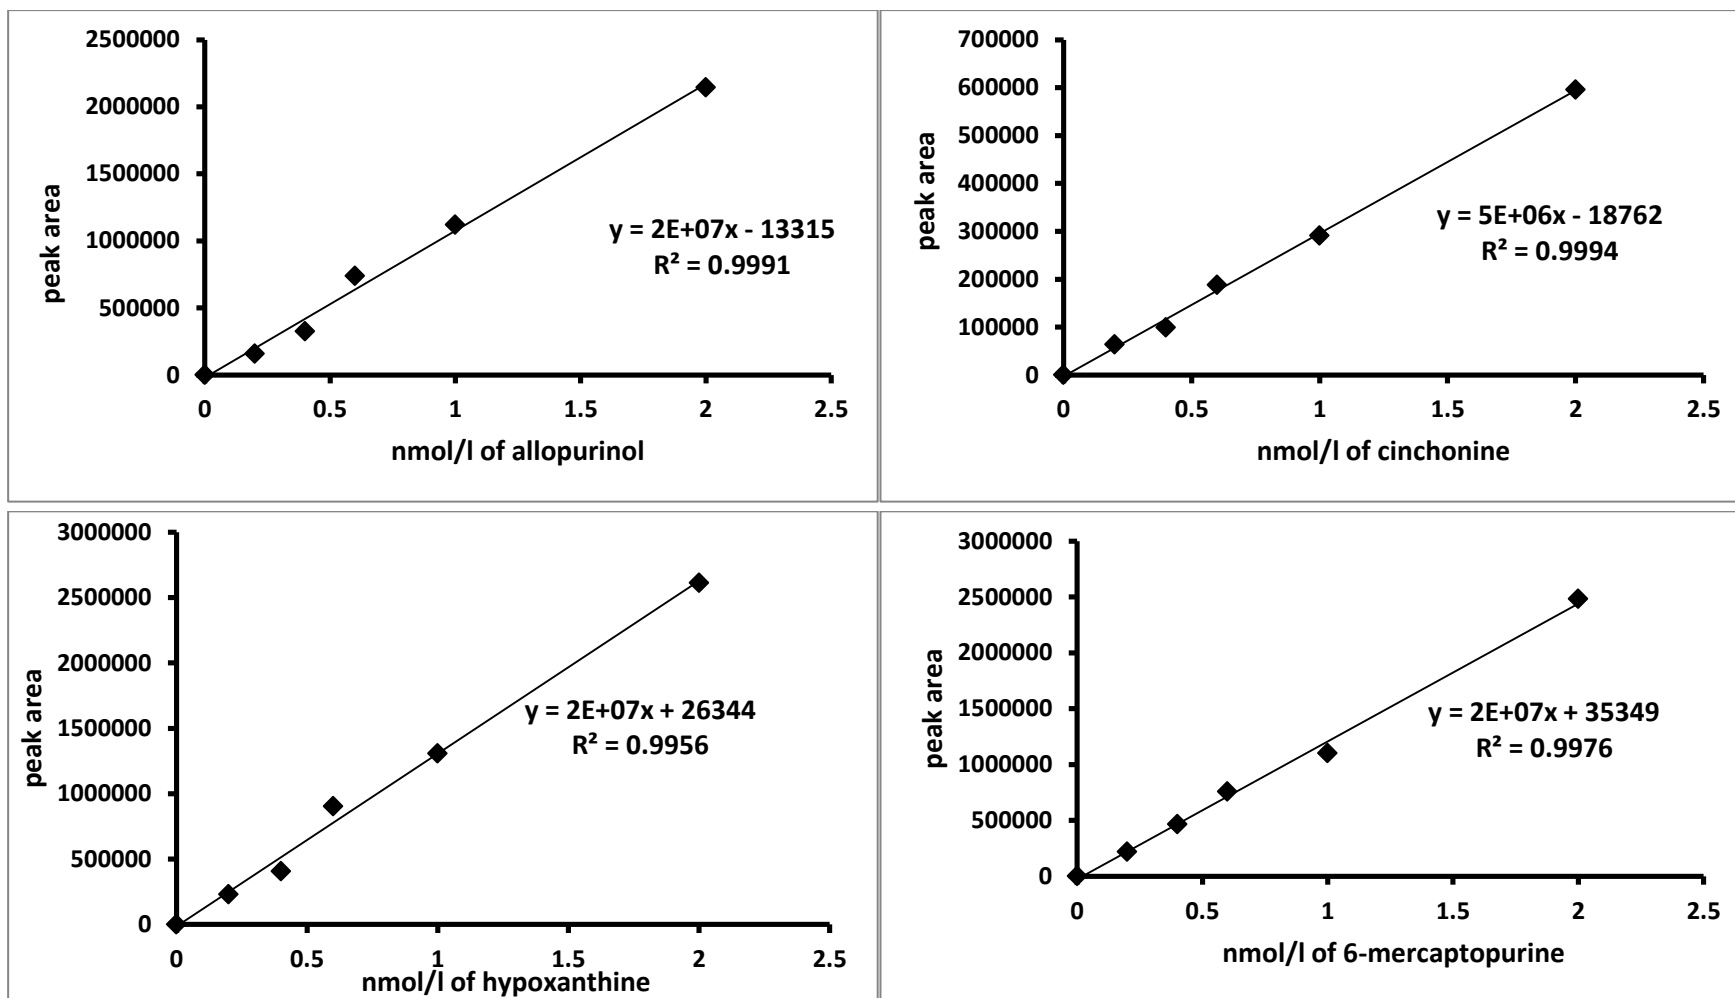 2500000
2000000
1500000
1000000
500000
0
peak area
y = 2E+07x - 13315
R² = 0.9991
0 0.5 1 1.5 2 2.5
nmol/l of allopurinol
700000
600000
500000
400000
300000
200000
100000
0
peak area
y = 5E+06x - 18762
R² = 0.9994
0 0.5 1 1.5 2 2.5
nmol/l of cinchonine
3000000
2500000
2000000
1500000
1000000
500000
0
peak area
y = 2E+07x + 26344
R² = 0.9956
0 0.5 1 1.5 2 2.5
nmol/l of hypoxanthine
3000000
2500000
2000000
1500000
1000000
500000
0
peak area
y = 2E+07x + 35349
R² = 0.9976
0 0.5 1 1.5 2 2.5
nmol/l of 6-mercaptopurine